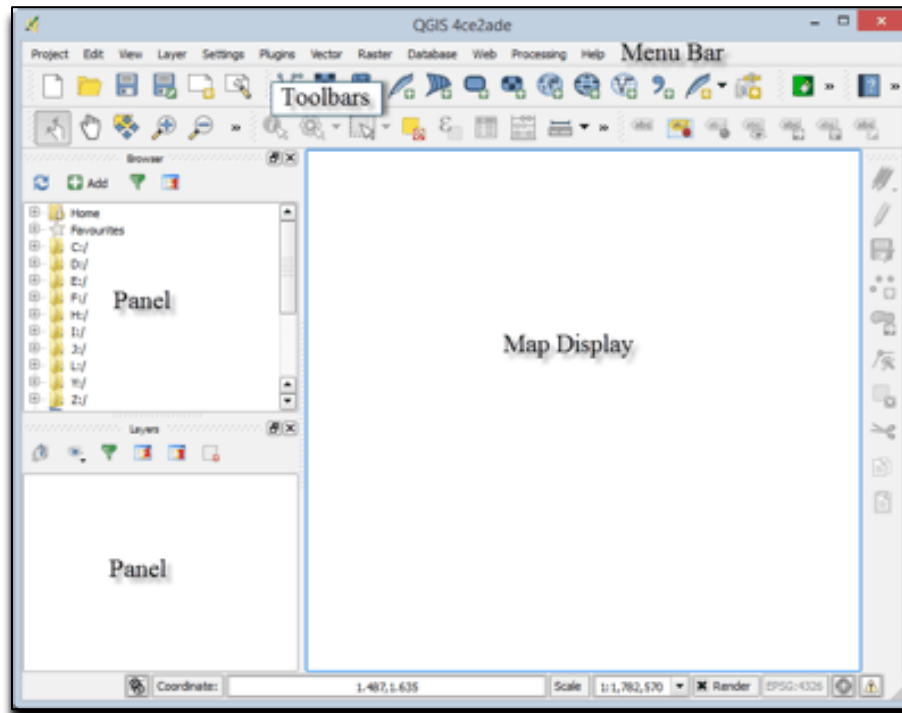 QGIS 4ce2ade
Project Edit View Layer Settings Plugins Vector Raster Database Web Processing Help Menu Bar
Toolbars
Browser
Add
Home
Favourites
C:/
D:/
E:/
F:/
H:/
I:/
J:/
L:/
Y:/
Z:/
Panel
Map Display
Layers
Panel
Coordinate: 1.487,1.635 Scale 1:1,782,570 Render EPSG:4326